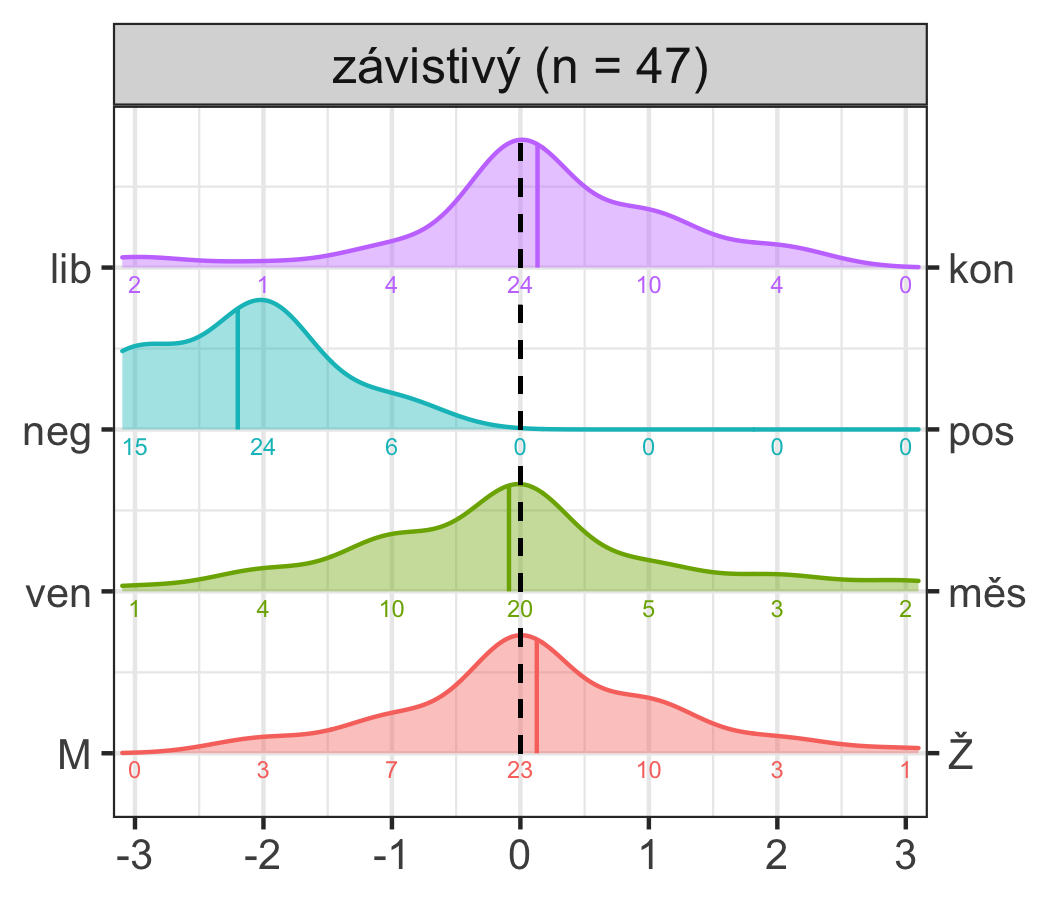 závistivý (n = 47)
lib kon
2 1 4 24 10 4 0
neg pos
15 24 6 0 0 0 0
ven měs
1 4 10 20 5 3 2
M Ž
0 3 7 23 10 3 1
-3 -2 -1 0 1 2 3